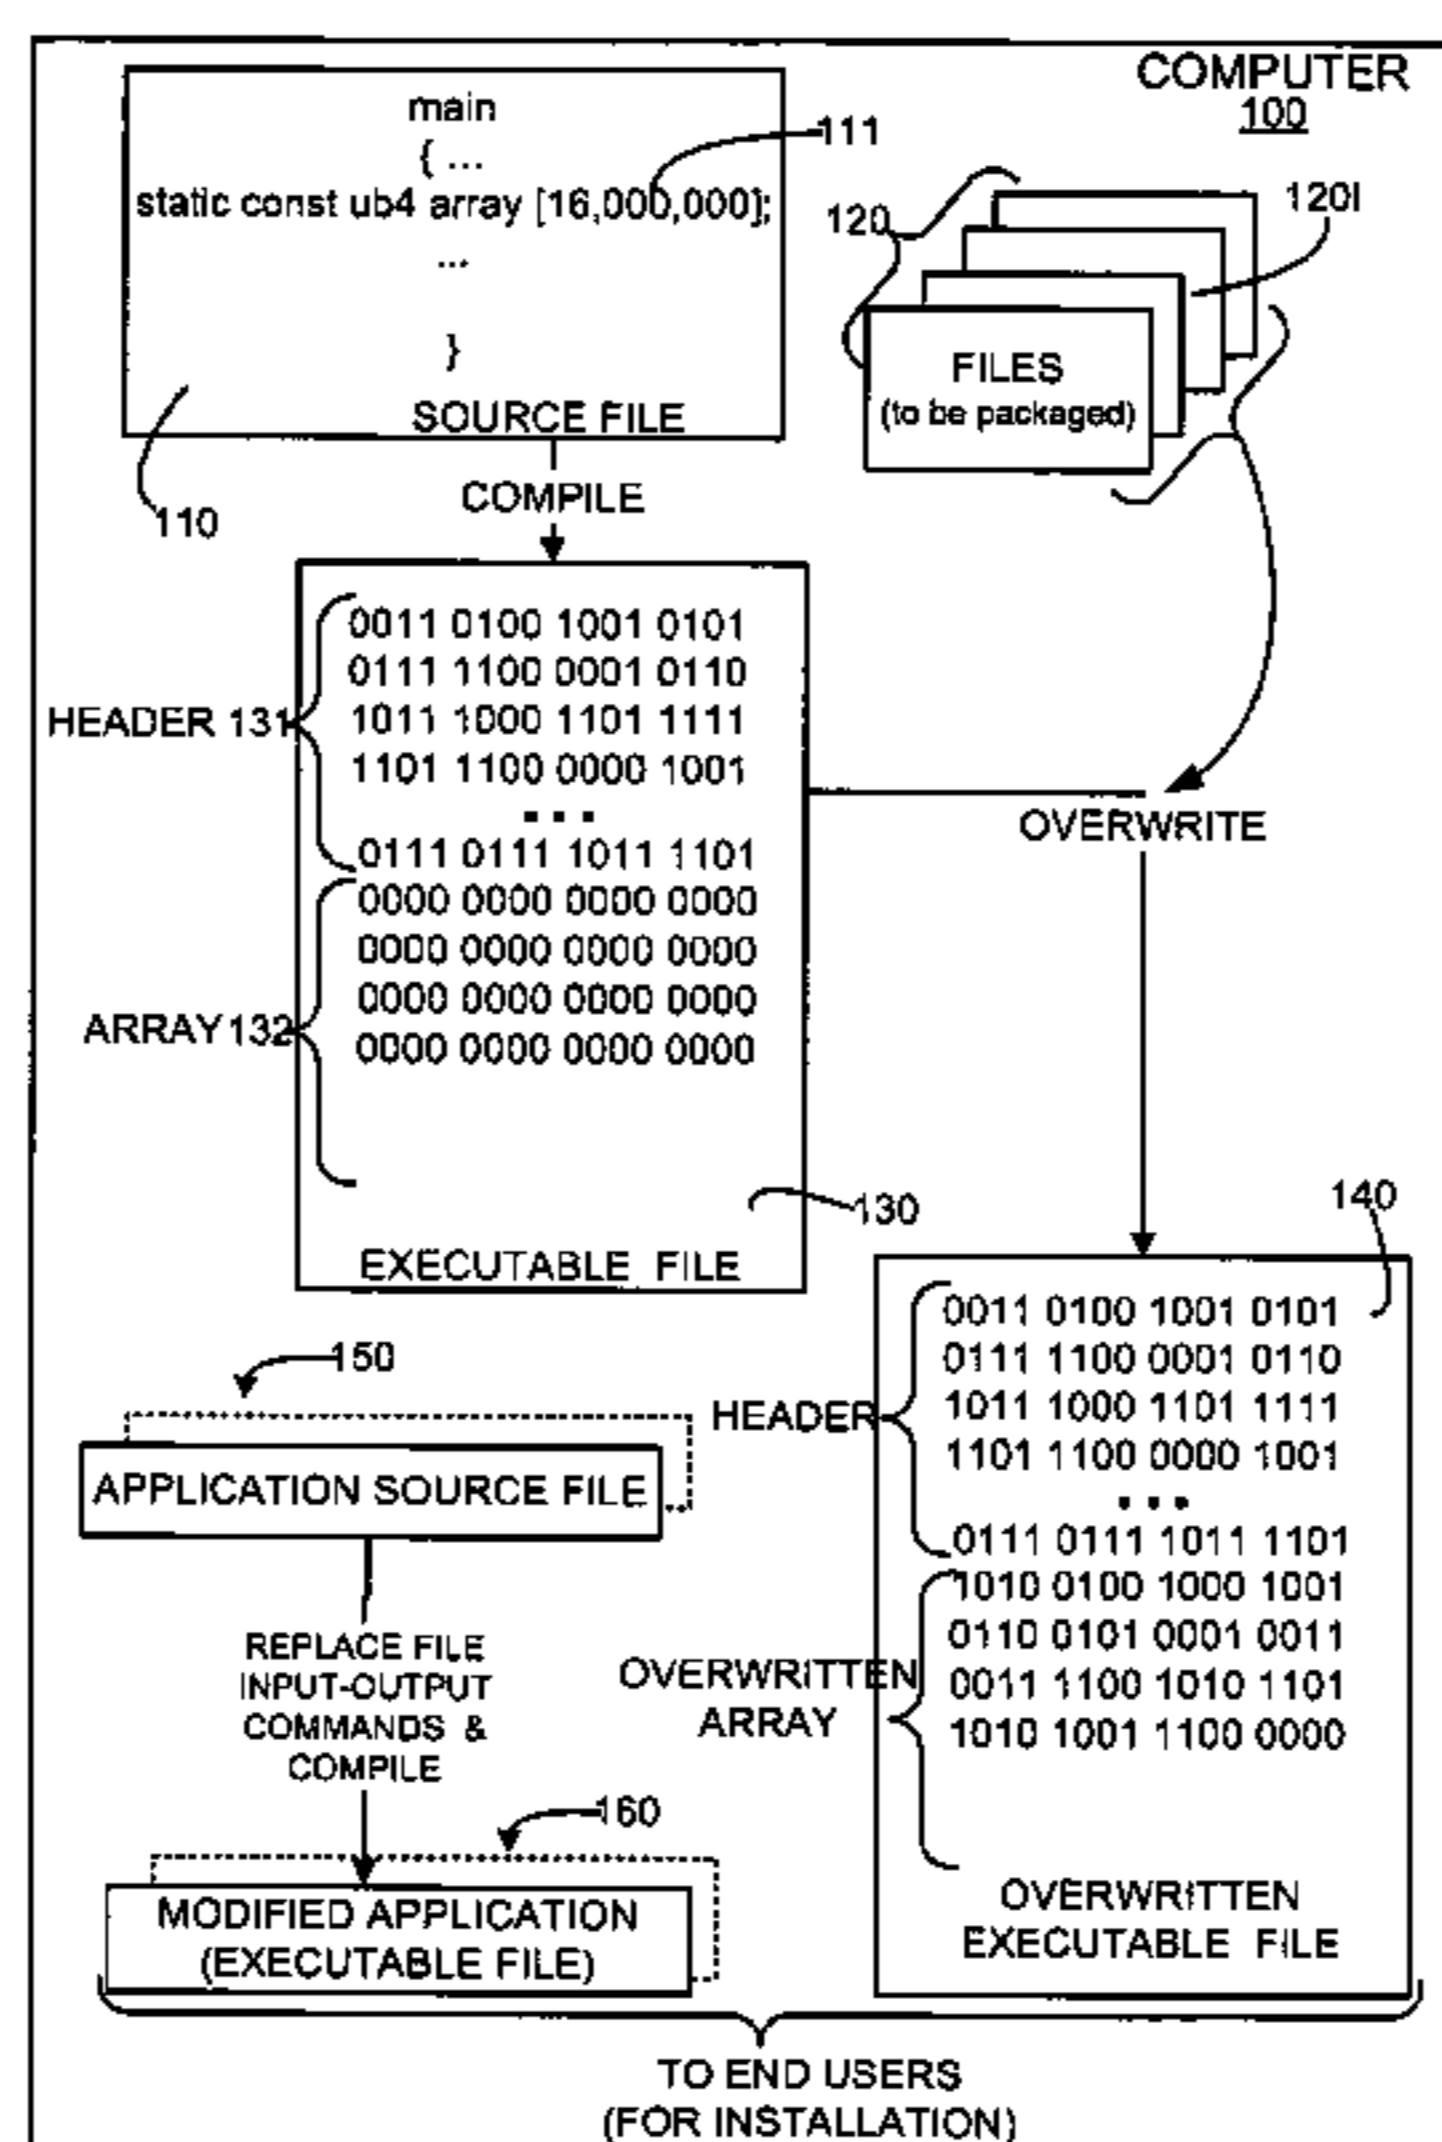 COMPUTER
100
main
{ ...
static const ub4 array [16,000,000];
...
}
SOURCE FILE
111
110
120
120I
FILES
(to be packaged)
COMPILE
0011 0100 1001 0101
0111 1100 0001 0110
1011 1000 1101 1111
1101 1100 0000 1001
...
0111 0111 1011 1101
0000 0000 0000 0000
0000 0000 0000 0000
0000 0000 0000 0000
0000 0000 0000 0000
HEADER 131
ARRAY 132
130
EXECUTABLE FILE
OVERWRITE
140
0011 0100 1001 0101
0111 1100 0001 0110
1011 1000 1101 1111
1101 1100 0000 1001
...
0111 0111 1011 1101
1010 0100 1000 1001
0110 0101 0001 0011
0011 1100 1010 1101
1010 1001 1100 0000
HEADER
OVERWRITTEN
ARRAY
OVERWRITTEN
EXECUTABLE FILE
150
APPLICATION SOURCE FILE
REPLACE FILE
INPUT-OUTPUT
COMMANDS &
COMPILE
160
MODIFIED APPLICATION
(EXECUTABLE FILE)
TO END USERS
(FOR INSTALLATION)